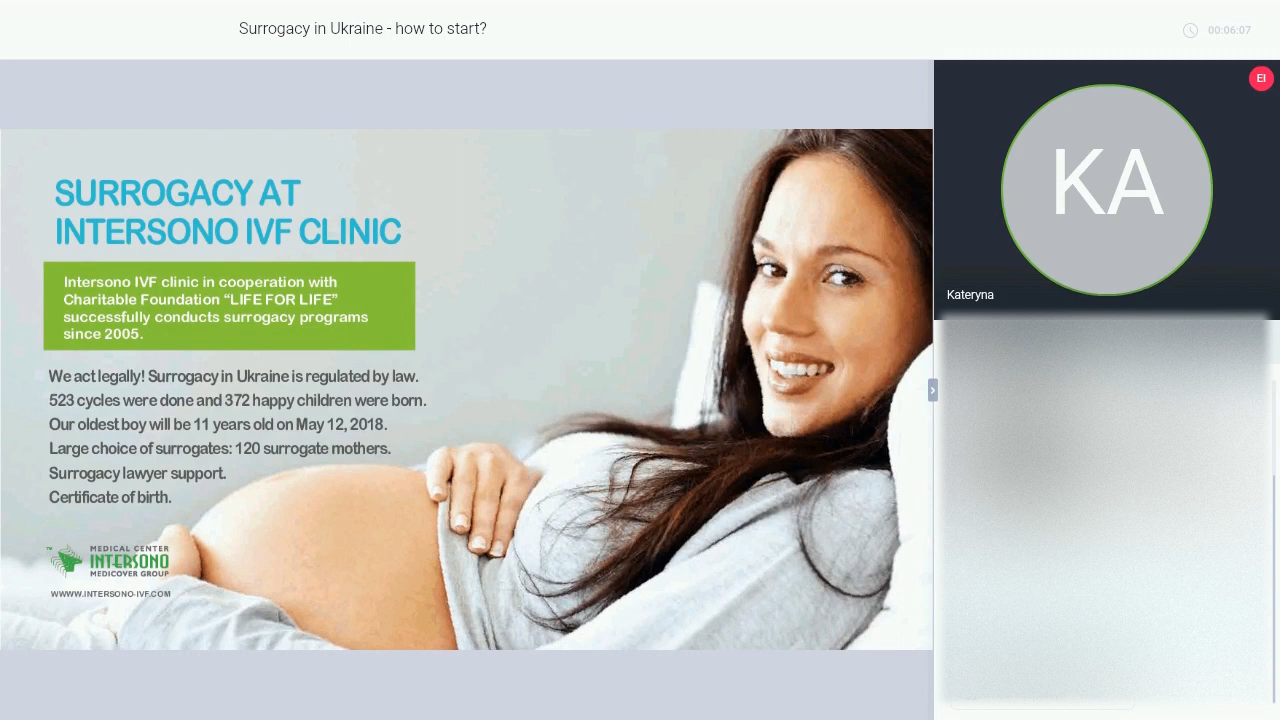 Surrogacy in Ukraine - how to start?
00:06:07
SURROGACY AT
INTERSONO IVF CLINIC
Intersono IVF clinic in cooperation with
Charitable Foundation “LIFE FOR LIFE”
successfully conducts surrogacy programs
since 2005.
We act legally! Surrogacy in Ukraine is regulated by law.
523 cycles were done and 372 happy children were born.
Our oldest boy will be 11 years old on May 12, 2018.
Large choice of surrogates: 120 surrogate mothers.
Surrogacy lawyer support.
Certificate of birth.
TM
MEDICAL CENTER
INTERSONO
MEDICOVER GROUP
WWWW.INTERSONO-IVF.COM
EI
KA
Kateryna